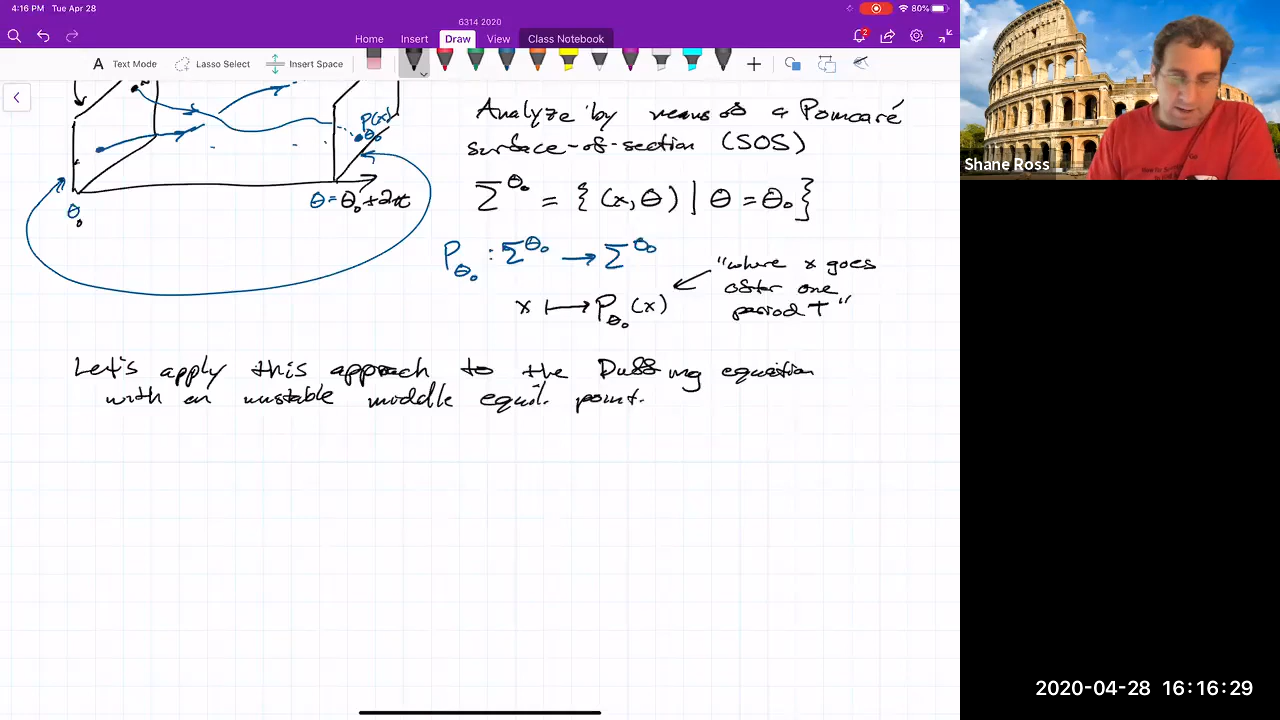 4:16 PM Tue Apr 28
80%
6314 2020
Home Insert Draw View Class Notebook
2
A Text Mode Lasso Select Insert Space
P(x)
θ₀
θ₀
θ = θ₀ + 2π
Analyze by means of a Poincaré
surface-of-section (SOS)
Σ^θ₀ = { (x, θ) | θ = θ₀ }
P_θ₀ : Σ^θ₀ → Σ^θ₀
x ↦ P_θ₀ (x)
"where x goes
after one
period T"
Let's apply this approach to the Duffing equation
with an unstable middle equil. point.
Shane Ross
2020-04-28 16:16:29